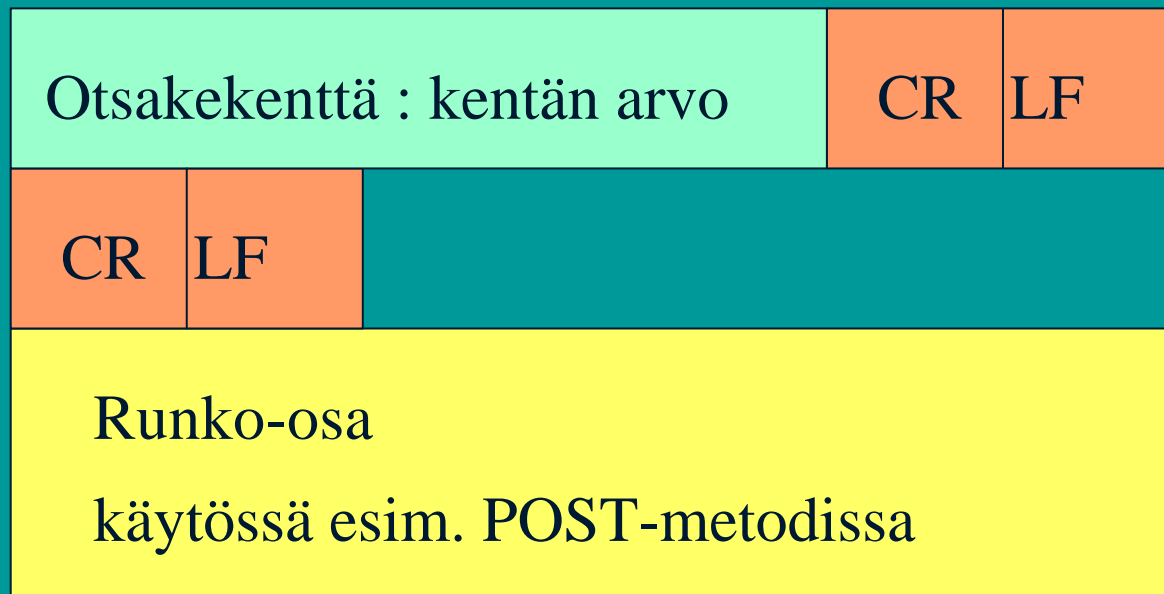 Otsakekenttä : kentän arvo CR LF
CR LF
Runko-osa
käytössä esim. POST-metodissa